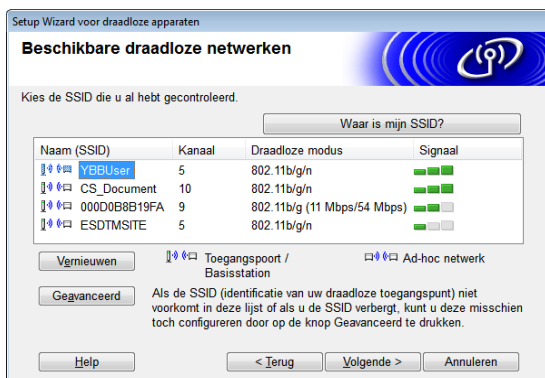 Setup Wizard voor draadloze apparaten
Beschikbare draadloze netwerken
Kies de SSID die u al hebt gecontroleerd.
Waar is mijn SSID?
Naam (SSID) Kanaal Draadloze modus Signaal
YBBUser 5 802.11b/g/n
CS_Document 10 802.11b/g/n
000D0B8B19FA 9 802.11b/g (11 Mbps/54 Mbps)
ESDTMSITE 5 802.11b/g/n
Vernieuwen
Toegangspoort /
Basisstation
Ad-hoc netwerk
Geavanceerd
Als de SSID (identificatie van uw draadloze toegangspunt) niet
voorkomt in deze lijst of als u de SSID verbergt, kunt u deze misschien
toch configureren door op de knop Geavanceerd te drukken.
Help
< Terug
Volgende >
Annuleren